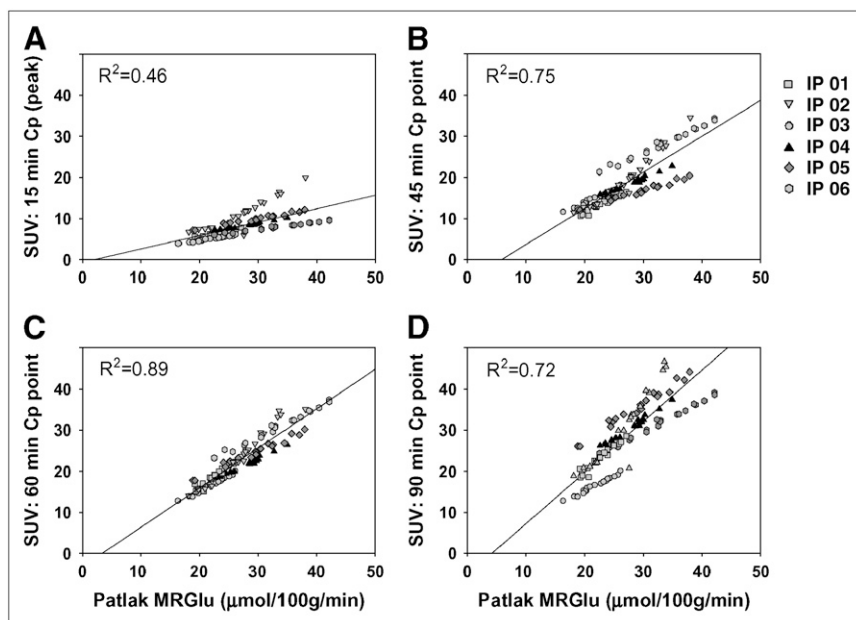 A
R²=0.46
SUV: 15 min Cp (peak)
40
30
20
10
0
0 10 20 30 40 50
B
R²=0.75
SUV: 45 min Cp point
40
30
20
10
0
0 10 20 30 40 50
IP 01
IP 02
IP 03
IP 04
IP 05
IP 06
C
R²=0.89
SUV: 60 min Cp point
40
30
20
10
0
0 10 20 30 40 50
Patlak MRGlu (μmol/100g/min)
D
R²=0.72
SUV: 90 min Cp point
40
30
20
10
0
0 10 20 30 40 50
Patlak MRGlu (μmol/100g/min)